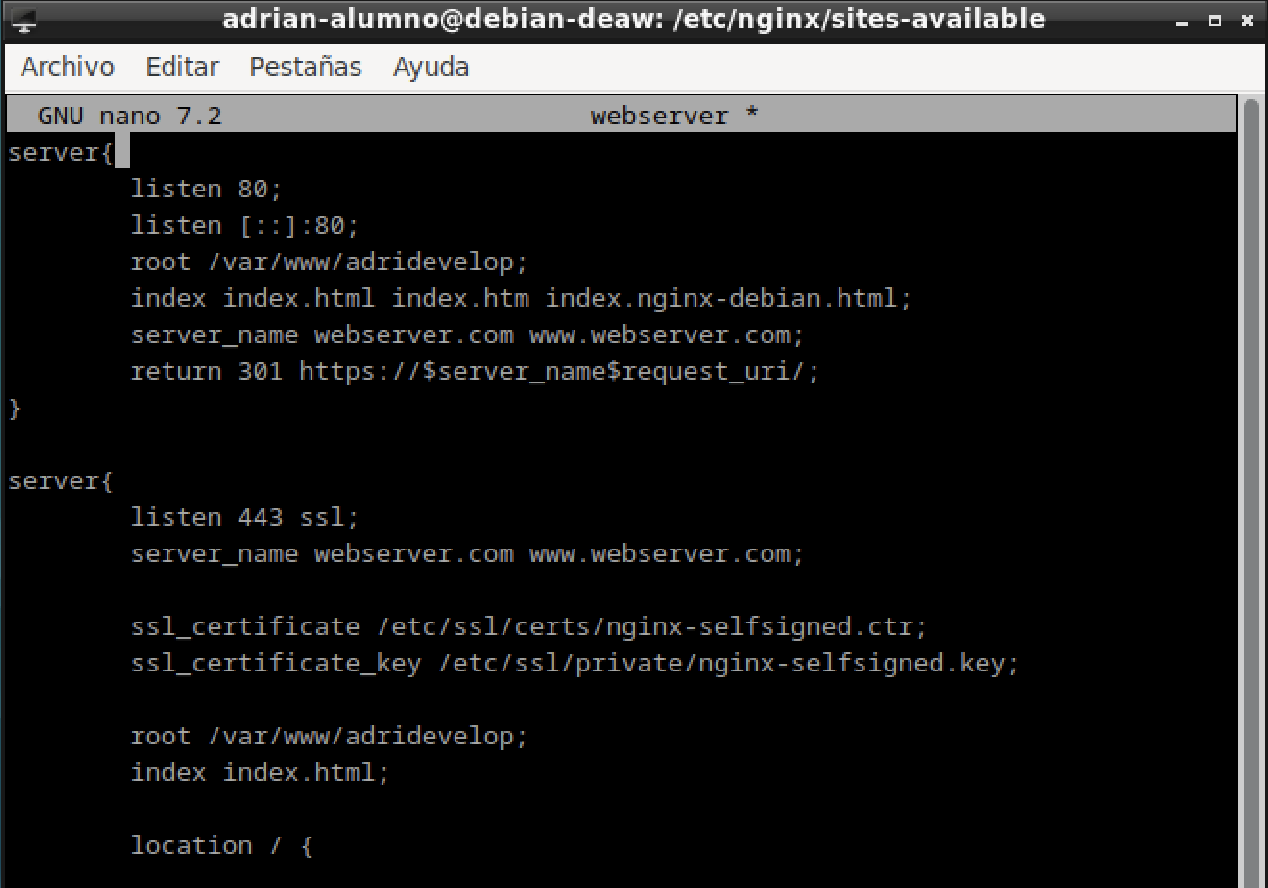 adrian-alumno@debian-deaw: /etc/nginx/sites-available
Archivo Editar Pestañas Ayuda
GNU nano 7.2 webserver *
server{
listen 80;
listen [::]:80;
root /var/www/adridevelop;
index index.html index.htm index.nginx-debian.html;
server_name webserver.com www.webserver.com;
return 301 https://$server_name$request_uri/;
}
server{
listen 443 ssl;
server_name webserver.com www.webserver.com;
ssl_certificate /etc/ssl/certs/nginx-selfsigned.ctr;
ssl_certificate_key /etc/ssl/private/nginx-selfsigned.key;
root /var/www/adridevelop;
index index.html;
location / {